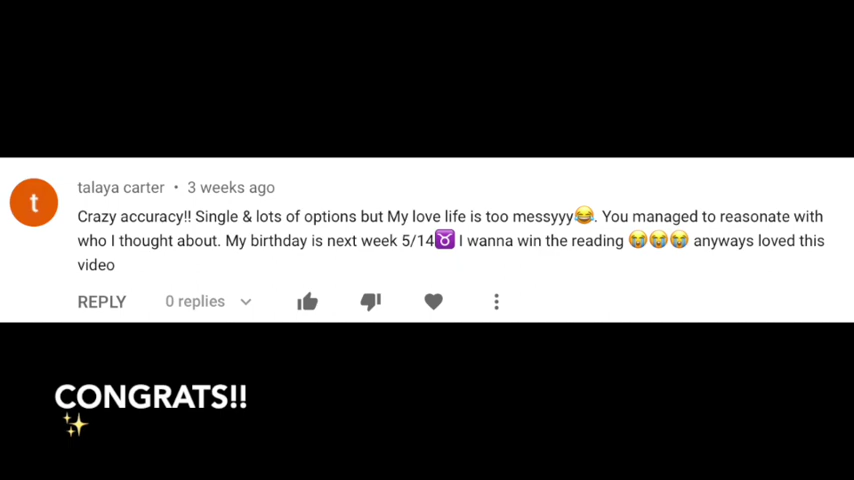 talaya carter • 3 weeks ago
t
Crazy accuracy!! Single & lots of options but My love life is too messyyy😂. You managed to reasonate with
who I thought about. My birthday is next week 5/14♉ I wanna win the reading 😭😭😭 anyways loved this
video
REPLY 0 replies
CONGRATS!!
✨